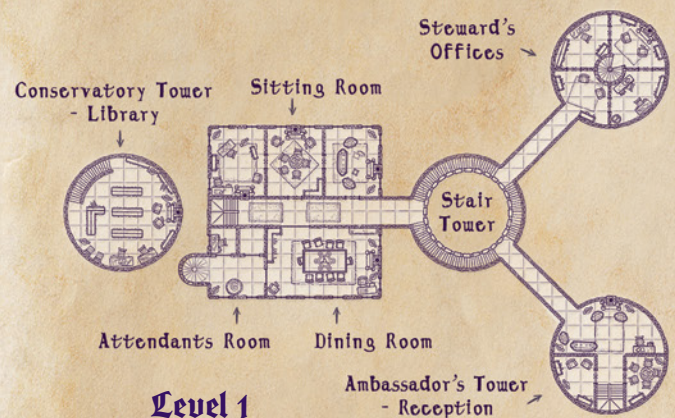 Steward's
Offices
Conservatory Tower
- Library
Sitting Room
Stair
Tower
Attendants Room
Dining Room
Ambassador's Tower
- Reception
Level 1